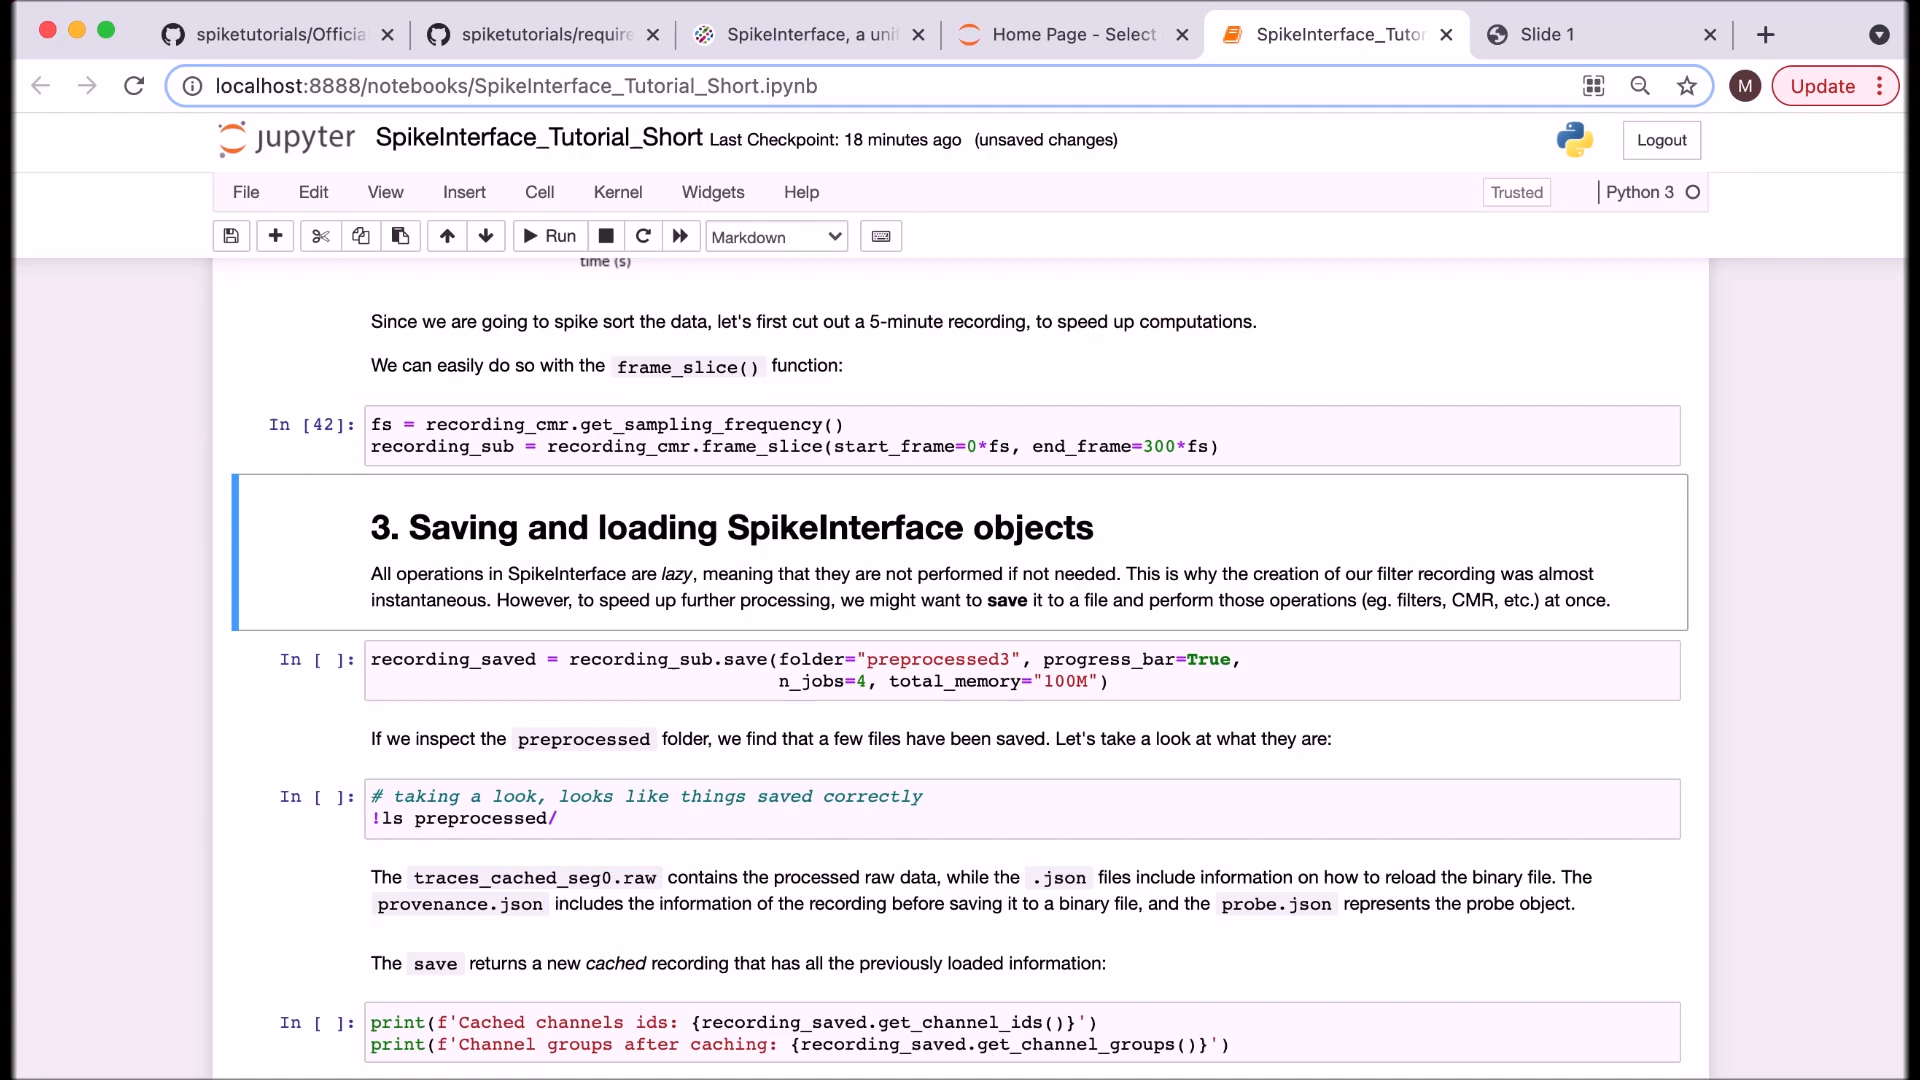 spiketutorials/Officia
spiketutorials/require
SpikeInterface, a unif
Home Page - Select
SpikeInterface_Tutor
Slide 1
localhost:8888/notebooks/SpikeInterface_Tutorial_Short.ipynb
M
Update
jupyter
SpikeInterface_Tutorial_Short Last Checkpoint: 18 minutes ago (unsaved changes)
Logout
File Edit View Insert Cell Kernel Widgets Help
Trusted
Python 3
Run
Markdown
time (s)
Since we are going to spike sort the data, let's first cut out a 5-minute recording, to speed up computations.
We can easily do so with the frame_slice() function:
In [42]: fs = recording_cmr.get_sampling_frequency()
recording_sub = recording_cmr.frame_slice(start_frame=0*fs, end_frame=300*fs)
3. Saving and loading SpikeInterface objects
All operations in SpikeInterface are lazy, meaning that they are not performed if not needed. This is why the creation of our filter recording was almost
instantaneous. However, to speed up further processing, we might want to save it to a file and perform those operations (eg. filters, CMR, etc.) at once.
In [ ]: recording_saved = recording_sub.save(folder="preprocessed3", progress_bar=True,
n_jobs=4, total_memory="100M")
If we inspect the preprocessed folder, we find that a few files have been saved. Let's take a look at what they are:
In [ ]: # taking a look, looks like things saved correctly
!ls preprocessed/
The traces_cached_seg0.raw contains the processed raw data, while the .json files include information on how to reload the binary file. The
provenance.json includes the information of the recording before saving it to a binary file, and the probe.json represents the probe object.
The save returns a new cached recording that has all the previously loaded information:
In [ ]: print(f'Cached channels ids: {recording_saved.get_channel_ids()}')
print(f'Channel groups after caching: {recording_saved.get_channel_groups()}')